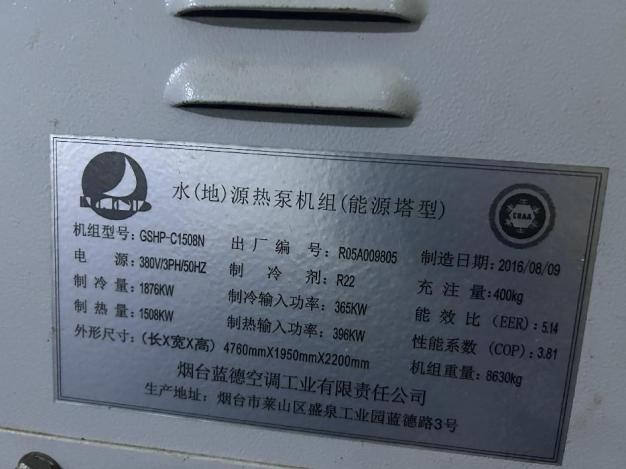 水(地)源热泵机组(能源塔型)
CRAA
机组型号: GSHP-C1508N 出厂编号: R05A009805 制造日期: 2016/08/09
电源: 380V/3PH/50HZ 制冷剂: R22 充注量: 400kg
制冷量: 1876KW 制冷输入功率: 365KW 能效比(EER): 5.14
制热量: 1508KW 制热输入功率: 396KW 性能系数(COP): 3.81
外形尺寸: (长X宽X高) 4760mmX1950mmX2200mm 机组重量: 8630kg
烟台蓝德空调工业有限责任公司
生产地址: 烟台市莱山区盛泉工业园蓝德路3号